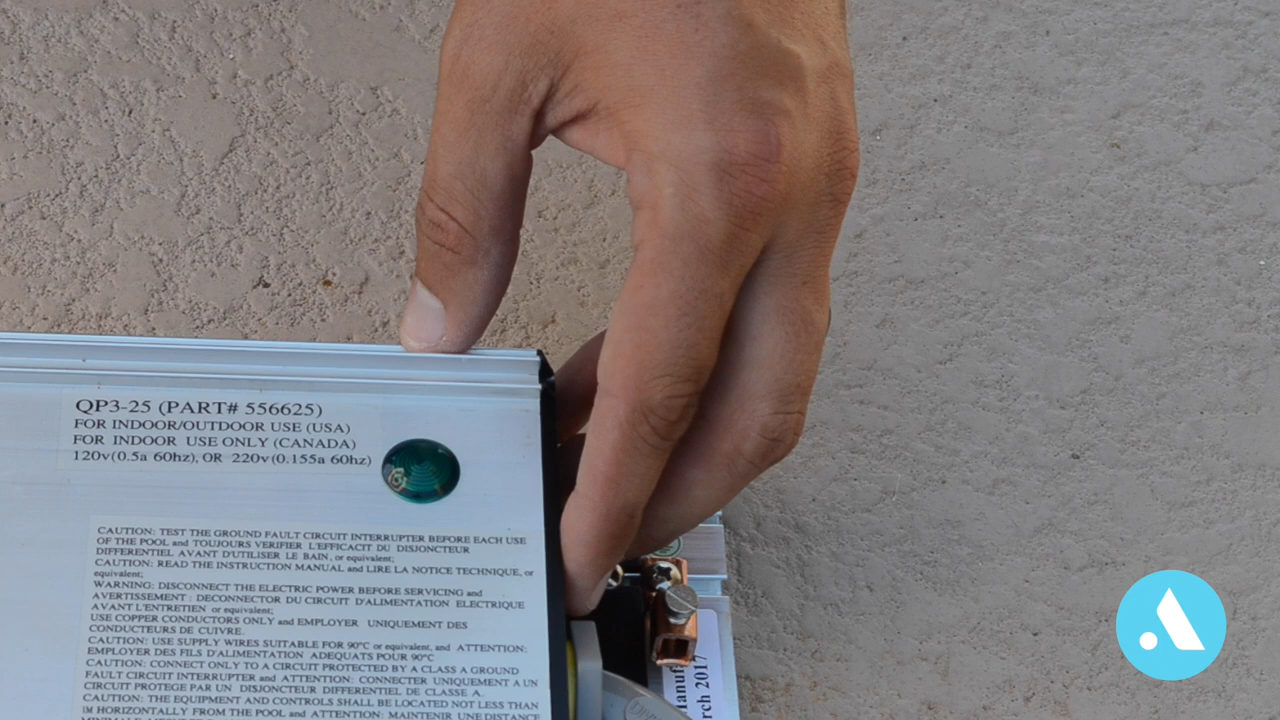 QP3-25 (PART# 556625)
FOR INDOOR/OUTDOOR USE (USA)
FOR INDOOR USE ONLY (CANADA)
120v(0.5a 60hz), OR 220v(0.155a 60hz)
CAUTION: TEST THE GROUND FAULT CIRCUIT INTERRUPTER BEFORE EACH USE
OF THE POOL and TOUJOURS VERIFIER L'EFFICACIT DU DISJONCTEUR
DIFFERENTIEL AVANT D'UTILISER LE BAIN, or equivalent;
CAUTION: READ THE INSTRUCTION MANUAL and LIRE LA NOTICE TECHNIQUE, or
equivalent;
WARNING: DISCONNECT THE ELECTRIC POWER BEFORE SERVICING and
AVERTISSEMENT : DECONNECTOR DU CIRCUIT D'ALIMENTATION ELECTRIQUE
AVANT L'ENTRETIEN or equivalent;
USE COPPER CONDUCTORS ONLY and EMPLOYER UNIQUEMENT DES
CONDUCTEURS DE CUIVRE.
CAUTION: USE SUPPLY WIRES SUITABLE FOR 90°C or equivalent, and ATTENTION:
EMPLOYER DES FILS D'ALIMENTATION ADEQUATS POUR 90°C
CAUTION: CONNECT ONLY TO A CIRCUIT PROTECTED BY A CLASS A GROUND
FAULT CIRCUIT INTERRUPTER and ATTENTION: CONNECTER UNIQUEMENT A UN
CIRCUIT PROTEGE PAR UN DISJONCTEUR DIFFERENTIEL DE CLASSE A.
CAUTION: THE EQUIPMENT AND CONTROLS SHALL BE LOCATED NOT LESS THAN
1M HORIZONTALLY FROM THE POOL and ATTENTION: MAINTENIR UNE DISTANCE
lanuf
rch 2017